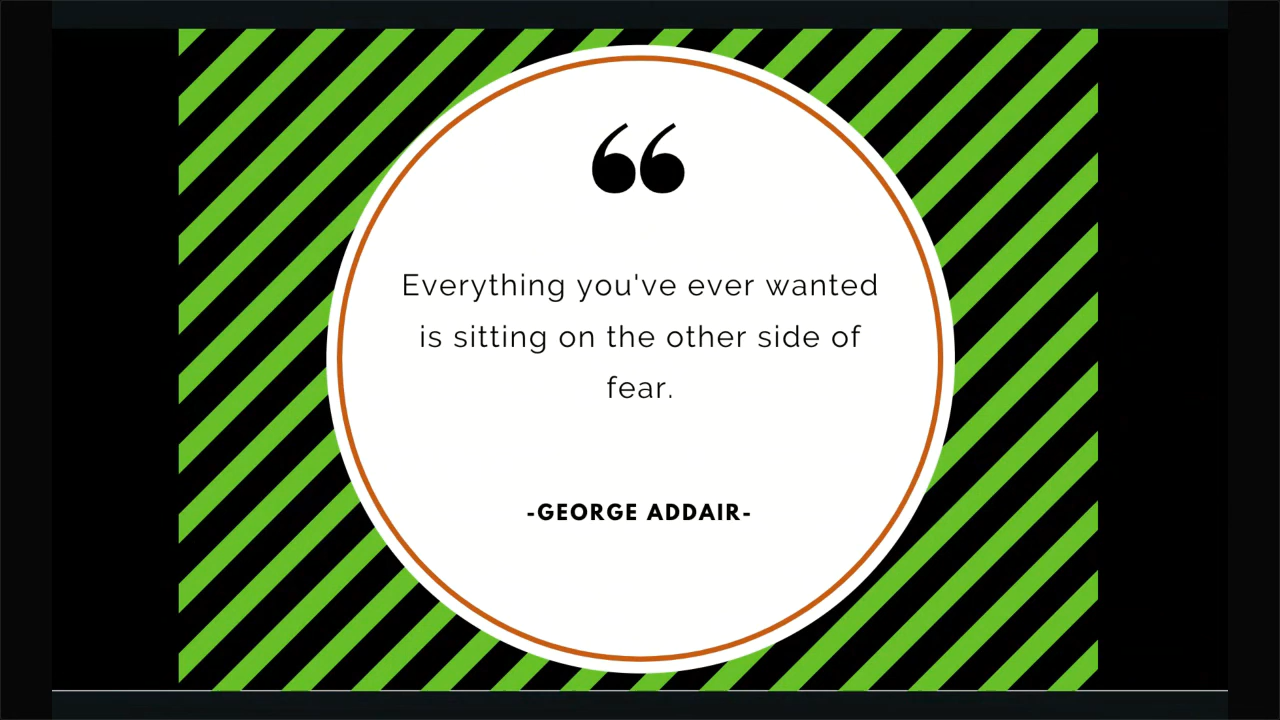 “
Everything you've ever wanted
is sitting on the other side of
fear.
-GEORGE ADDAIR-